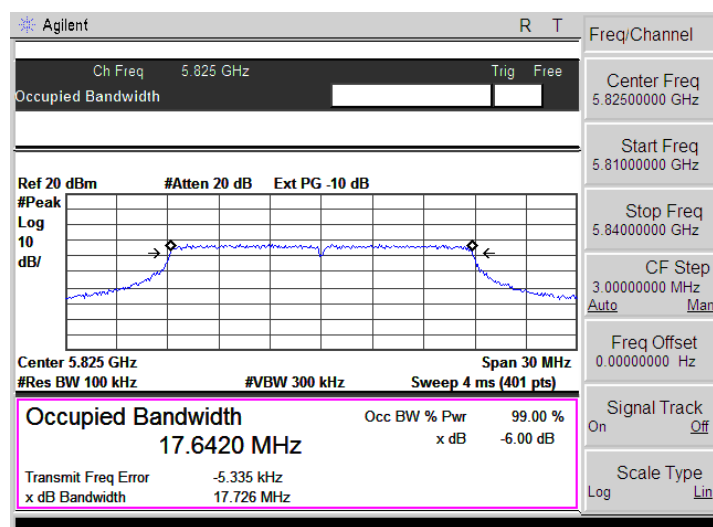 Agilent R T
Ch Freq 5.825 GHz Trig Free
Occupied Bandwidth
Ref 20 dBm #Atten 20 dB Ext PG -10 dB
#Peak
Log
10
dB/
Center 5.825 GHz Span 30 MHz
#Res BW 100 kHz #VBW 300 kHz Sweep 4 ms (401 pts)
Occupied Bandwidth
17.6420 MHz
Occ BW % Pwr 99.00 %
x dB -6.00 dB
Transmit Freq Error -5.335 kHz
x dB Bandwidth 17.726 MHz
Freq/Channel
Center Freq
5.82500000 GHz
Start Freq
5.81000000 GHz
Stop Freq
5.84000000 GHz
CF Step
3.00000000 MHz
Auto Man
Freq Offset
0.00000000 Hz
Signal Track
On Off
Scale Type
Log Lin